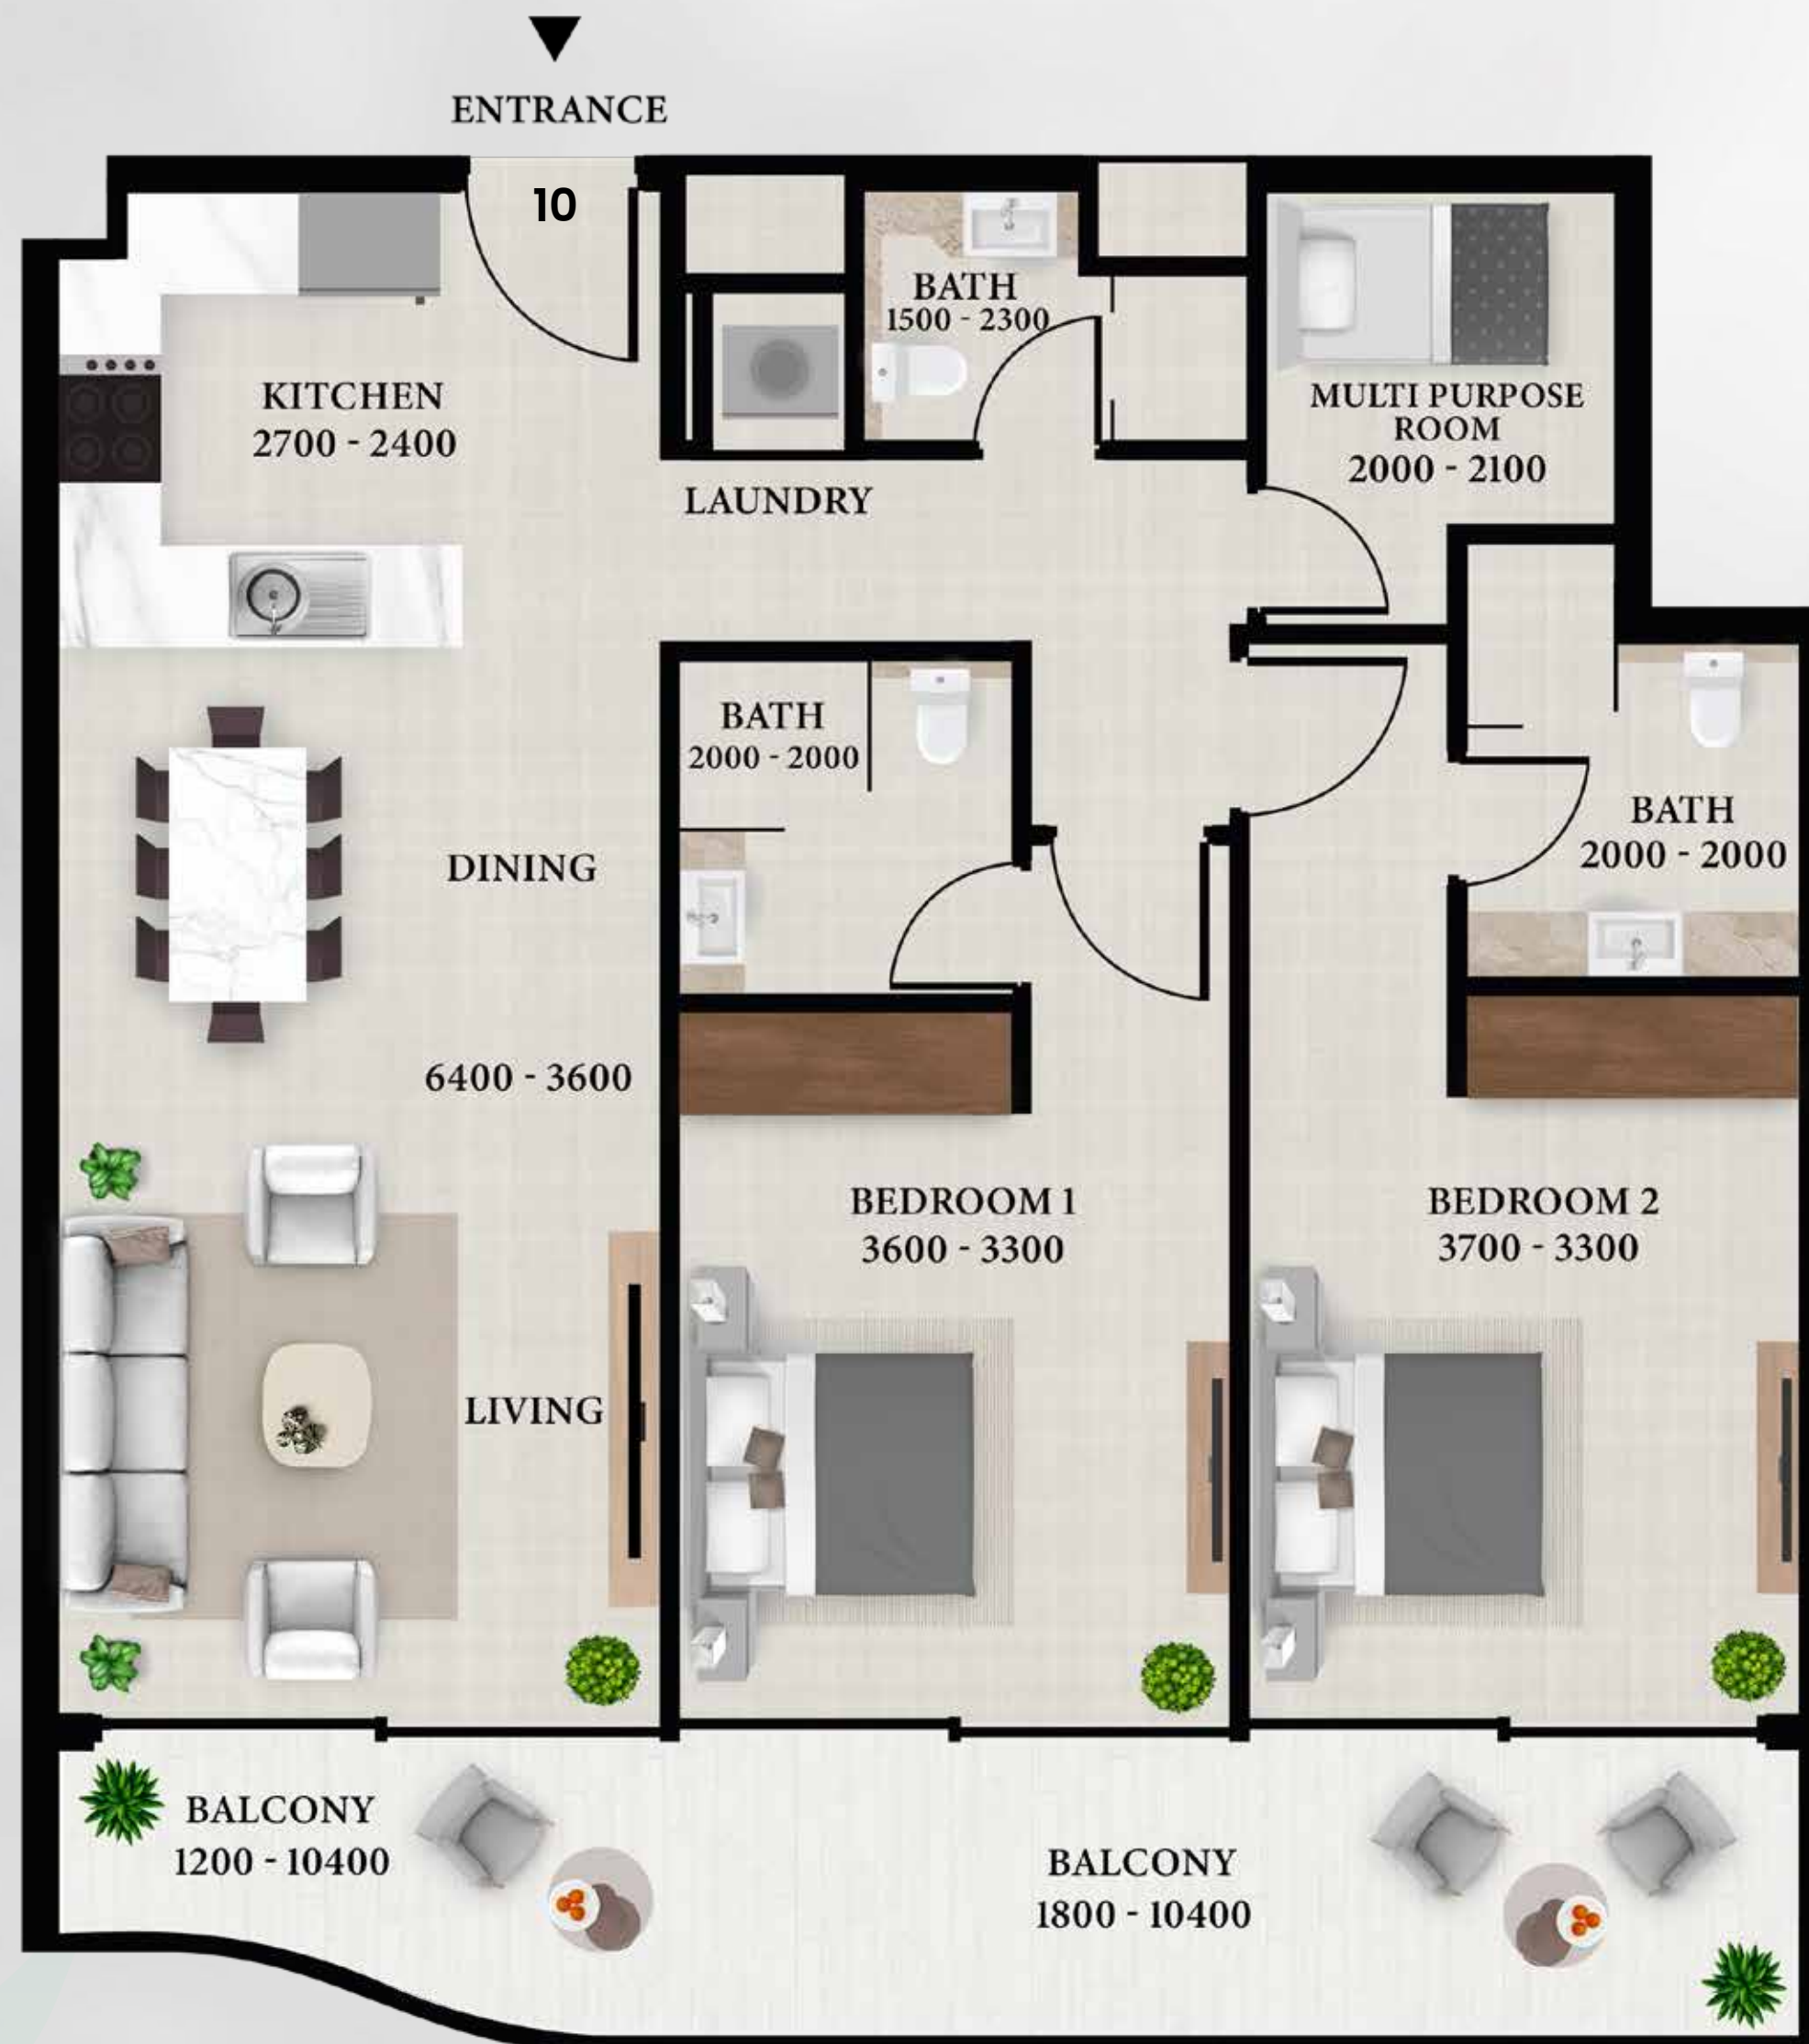 ENTRANCE
10
BATH
1500 - 2300
KITCHEN
2700 - 2400
MULTI PURPOSE
ROOM
2000 - 2100
LAUNDRY
BATH
2000 - 2000
BATH
2000 - 2000
DINING
6400 - 3600
BEDROOM 1
3600 - 3300
BEDROOM 2
3700 - 3300
LIVING
BALCONY
1200 - 10400
BALCONY
1800 - 10400